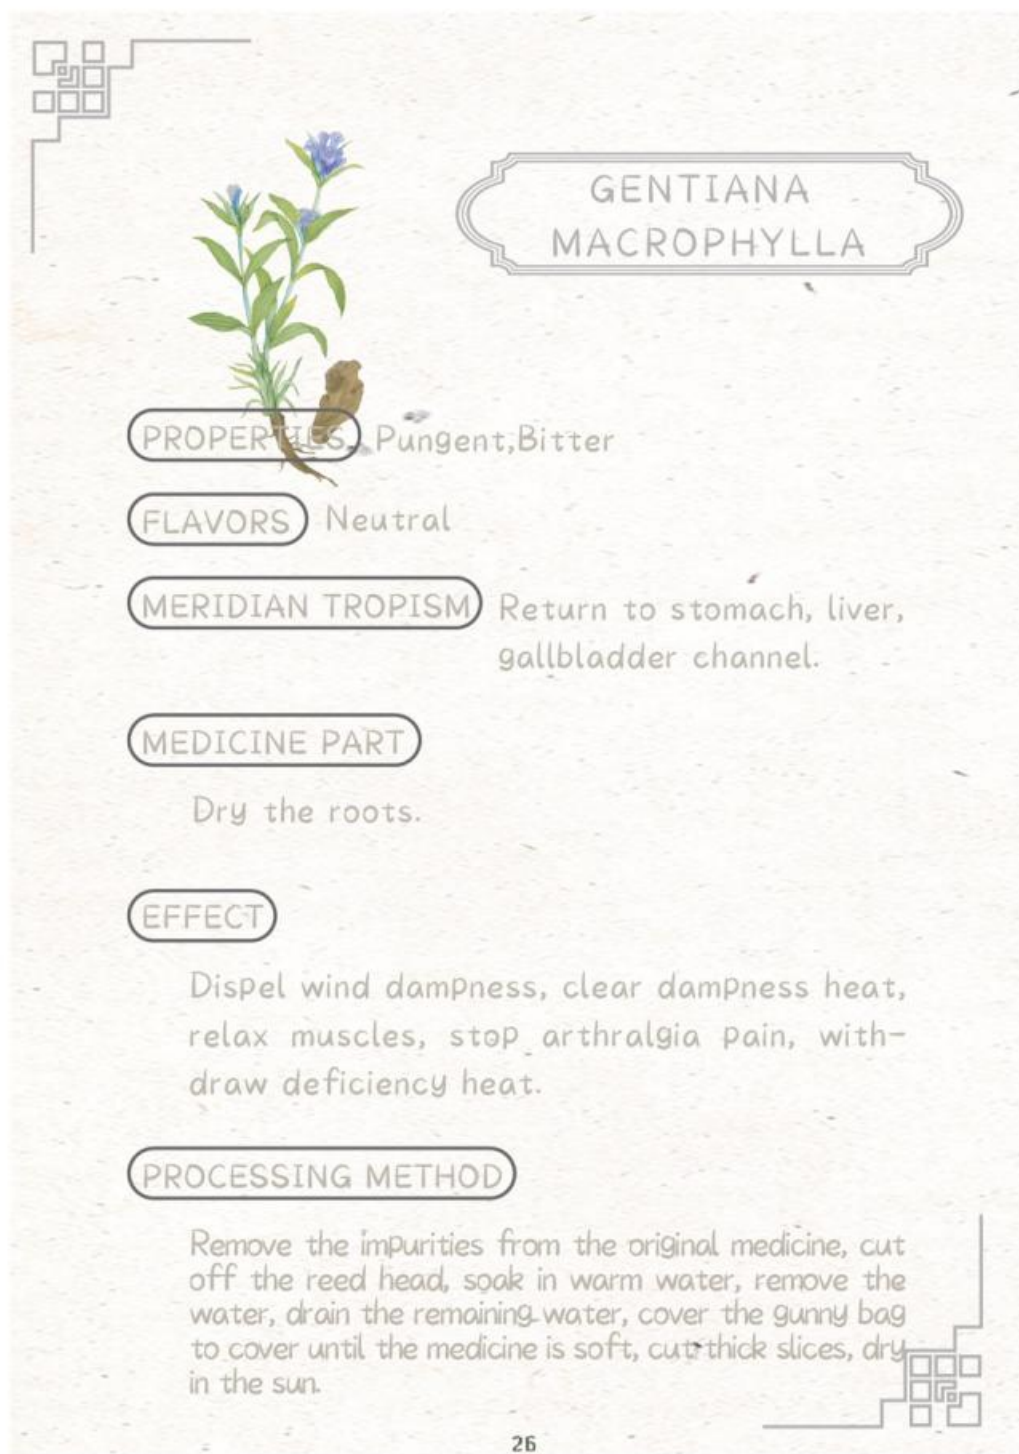 GENTIANA
MACROPHYLLA
PROPERTIES Pungent,Bitter
FLAVORS Neutral
MERIDIAN TROPISM Return to stomach, liver,
gallbladder channel.
MEDICINE PART
Dry the roots.
EFFECT
Dispel wind dampness, clear dampness heat,
relax muscles, stop arthralgia pain, with-
draw deficiency heat.
PROCESSING METHOD
Remove the impurities from the original medicine, cut
off the reed head, soak in warm water, remove the
water, drain the remaining water, cover the gunny bag
to cover until the medicine is soft, cut thick slices, dry
in the sun.
26